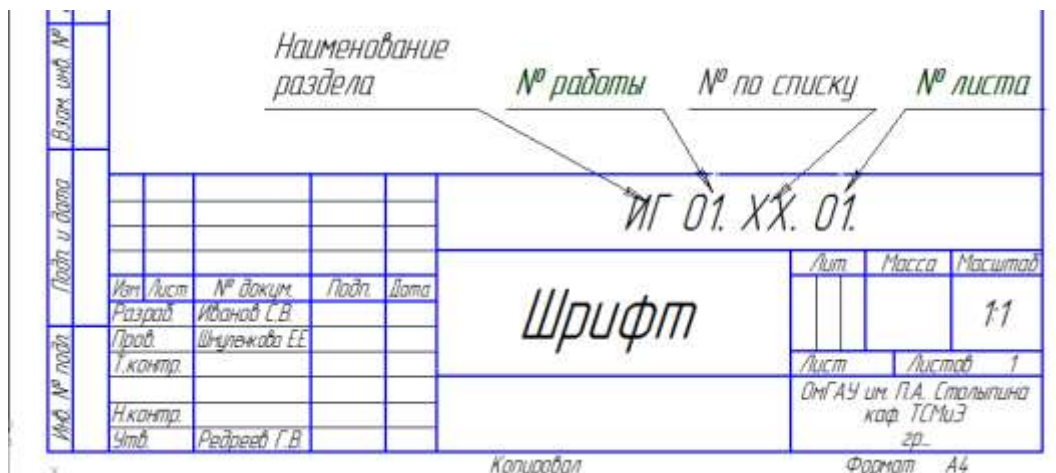 Наименование
раздела
№ работы
№ по списку
№ листа
ИГ 01. ХХ. 01.
Взам. инв. №
Подп. и дата
Инв. № подл.
Изм Лист № докум. Подп. Дата
Разраб. Иванов С.В.
Пров. Шмуленкова Е.Е.
Т.контр.
Н.контр.
Утв. Редреев Г.В.
Шрифт
Лит. Масса Масштаб
1:1
Лист Листов 1
ОмГАУ им. П.А. Столыпина
каф. ТСМиЭ
гр._
Копировал Формат А4